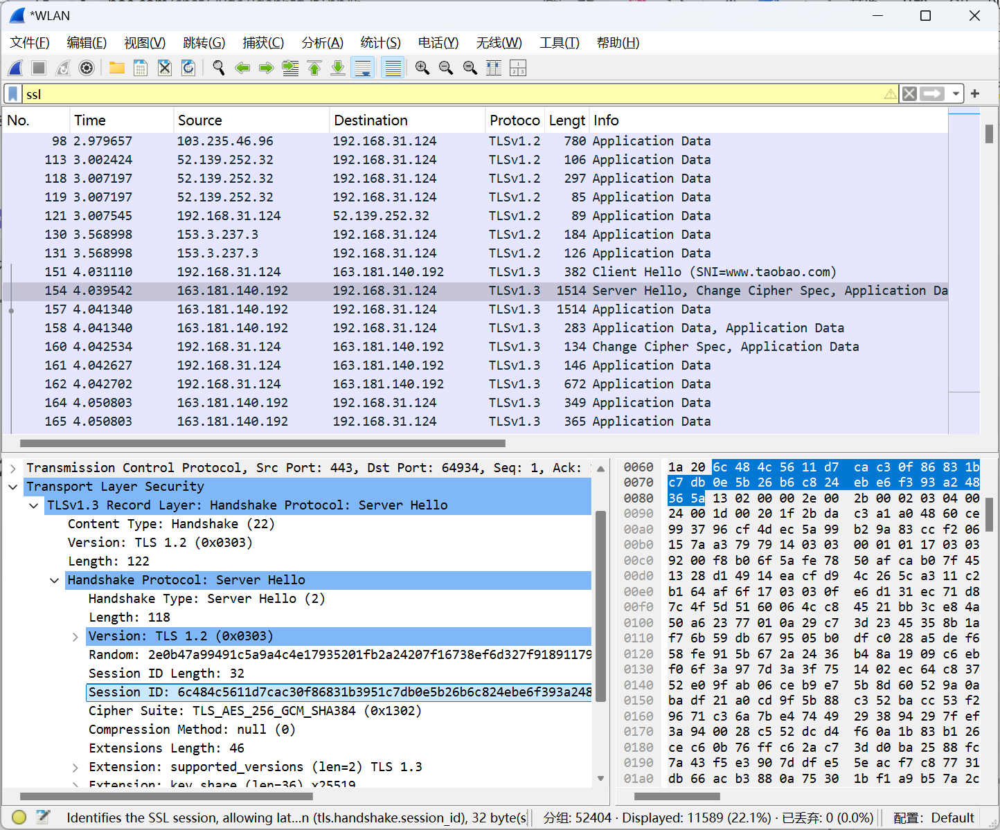 *WLAN
文件(F) 编辑(E) 视图(V) 跳转(G) 捕获(C) 分析(A) 统计(S) 电话(Y) 无线(W) 工具(T) 帮助(H)
ssl
No. Time Source Destination Protoco Lengt Info
98 2.979657 103.235.46.96 192.168.31.124 TLSv1.2 780 Application Data
113 3.002424 52.139.252.32 192.168.31.124 TLSv1.2 106 Application Data
118 3.007197 52.139.252.32 192.168.31.124 TLSv1.2 297 Application Data
119 3.007197 52.139.252.32 192.168.31.124 TLSv1.2 85 Application Data
121 3.007545 192.168.31.124 52.139.252.32 TLSv1.2 89 Application Data
130 3.568998 153.3.237.3 192.168.31.124 TLSv1.2 184 Application Data
131 3.568998 153.3.237.3 192.168.31.124 TLSv1.2 126 Application Data
151 4.031110 192.168.31.124 163.181.140.192 TLSv1.3 382 Client Hello (SNI=www.taobao.com)
154 4.039542 163.181.140.192 192.168.31.124 TLSv1.3 1514 Server Hello, Change Cipher Spec, Application Da
157 4.041340 163.181.140.192 192.168.31.124 TLSv1.3 1514 Application Data
158 4.041340 163.181.140.192 192.168.31.124 TLSv1.3 283 Application Data, Application Data
160 4.042534 192.168.31.124 163.181.140.192 TLSv1.3 134 Change Cipher Spec, Application Data
161 4.042627 192.168.31.124 163.181.140.192 TLSv1.3 146 Application Data
162 4.042702 192.168.31.124 163.181.140.192 TLSv1.3 672 Application Data
164 4.050803 163.181.140.192 192.168.31.124 TLSv1.3 349 Application Data
165 4.050803 163.181.140.192 192.168.31.124 TLSv1.3 365 Application Data
Transmission Control Protocol, Src Port: 443, Dst Port: 64934, Seq: 1, Ack:
Transport Layer Security
TLSv1.3 Record Layer: Handshake Protocol: Server Hello
Content Type: Handshake (22)
Version: TLS 1.2 (0x0303)
Length: 122
Handshake Protocol: Server Hello
Handshake Type: Server Hello (2)
Length: 118
Version: TLS 1.2 (0x0303)
Random: 2e0b47a99491c5a9a4c4e17935201fb2a24207f16738ef6d327f91891179
Session ID Length: 32
Session ID: 6c484c5611d7cac30f86831b3951c7db0e5b26b6c824ebe6f393a248
Cipher Suite: TLS_AES_256_GCM_SHA384 (0x1302)
Compression Method: null (0)
Extensions Length: 46
Extension: supported_versions (len=2) TLS 1.3
Extension: key_share (len=36) x25519
0060 1a 20 6c 48 4c 56 11 d7 ca c3 0f 86 83 1b
0070 c7 db 0e 5b 26 b6 c8 24 eb e6 f3 93 a2 48
0080 36 5a 13 02 00 00 2e 00 2b 00 02 03 04 00
0090 24 00 1d 00 20 1f 2b da c3 a1 a0 48 60 ce
00a0 99 37 96 cf 4d ec 5a 99 b2 9a 83 cc f2 06
00b0 15 7a a3 79 79 14 03 03 00 01 01 17 03 03
00c0 92 00 f8 b0 6f 5a fe 78 50 af ca b0 7f 45
00d0 13 28 d1 49 14 ea cf d9 4c 26 5c a3 11 c2
00e0 b1 64 af 6f 17 03 03 0f e6 d1 31 ec 71 d8
00f0 7c 4f 5d 51 60 06 4c c8 45 21 bb 3c e8 4a
0100 50 a6 23 77 01 0a 29 c7 3d 23 45 35 8b 1a
0110 f7 6b 59 db 67 95 05 b0 df c0 28 a5 de f6
0120 58 fe 91 5b 67 2a 24 36 b4 8a 19 09 c6 eb
0130 f0 6f 3a 97 7d 3a 3f 75 14 02 ec 64 c8 37
0140 52 e0 9f ab 06 ce b9 e7 5b 8d 60 52 9a 0a
0150 ba df 21 a0 cd 9f 5b 88 c3 52 ba cc 53 f2
0160 96 71 c3 6a 7b e4 74 49 29 38 94 29 7f ef
0170 3a 94 00 28 c5 52 dc d4 f6 0a 1b 83 b1 26
0180 ce c6 0b 76 ff c6 2a c7 3d d0 ba 25 88 fc
0190 7a 43 f5 e3 90 7d df e5 5e ac f7 c8 77 31
01a0 db 66 ac b3 88 0a 75 30 1b f1 a9 b5 7a 2c
Identifies the SSL session, allowing lat…n (tls.handshake.session_id), 32 byte(s 分组: 52404 · Displayed: 11589 (22.1%) · 已丢弃: 0 (0.0%) 配置: Default